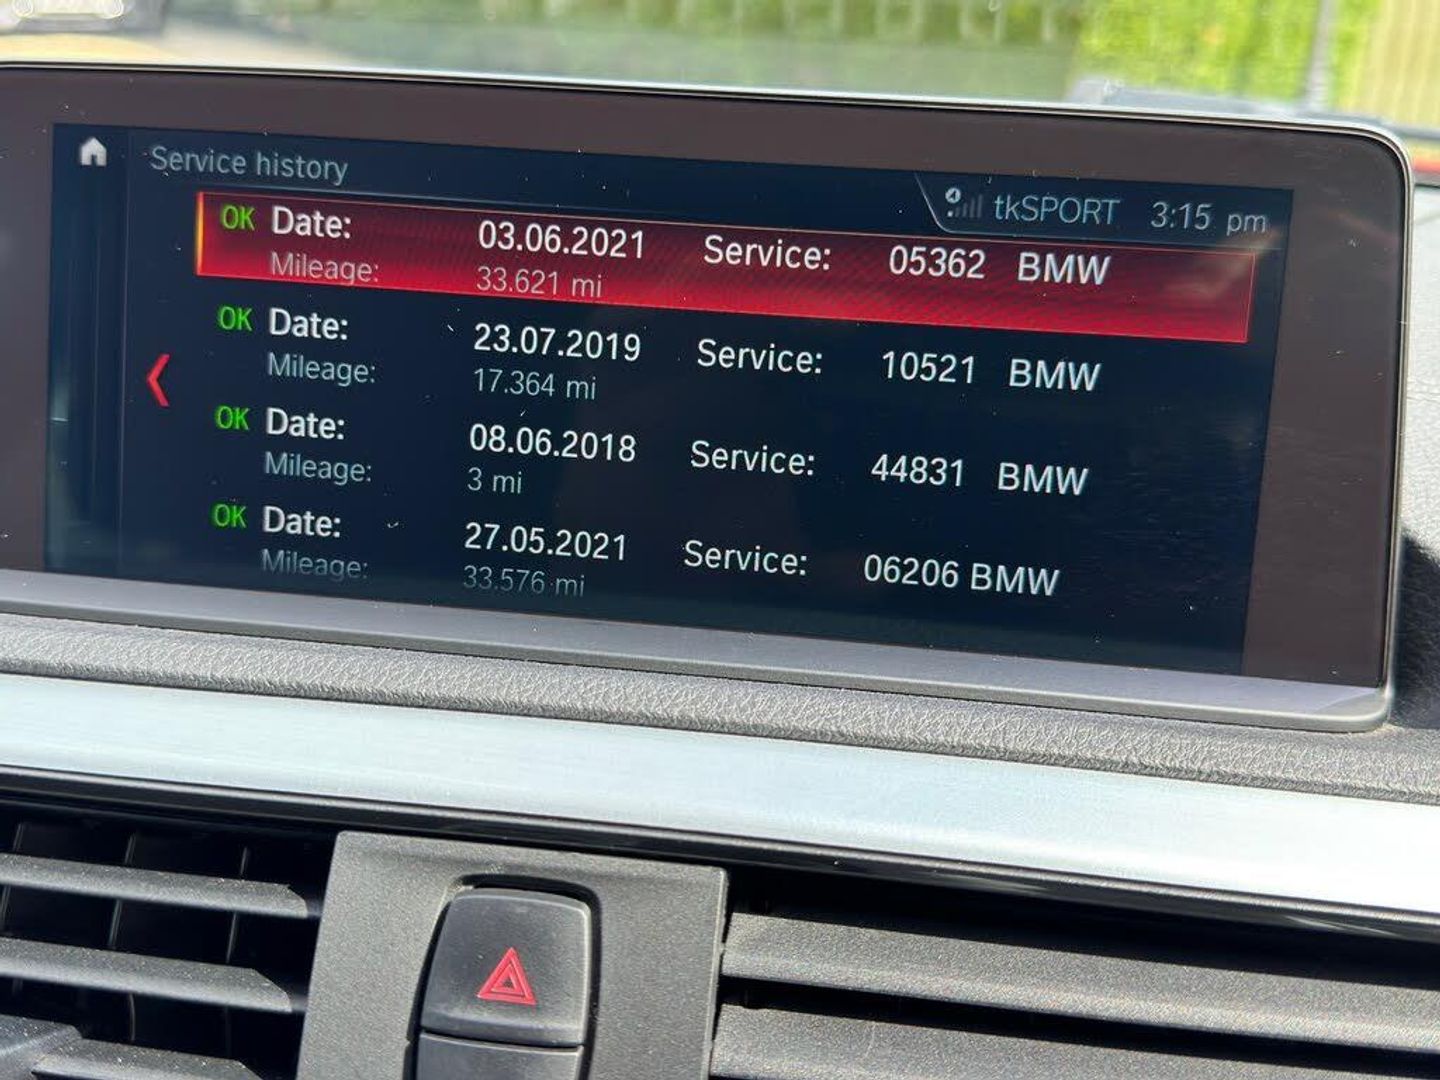 Service history
tkSPORT 3:15 pm
OK Date: 03.06.2021 Service: 05362 BMW
Mileage: 33.621 mi
OK Date: 23.07.2019 Service: 10521 BMW
Mileage: 17.364 mi
OK Date: 08.06.2018 Service: 44831 BMW
Mileage: 3 mi
OK Date: 27.05.2021 Service: 06206 BMW
Mileage: 33.576 mi